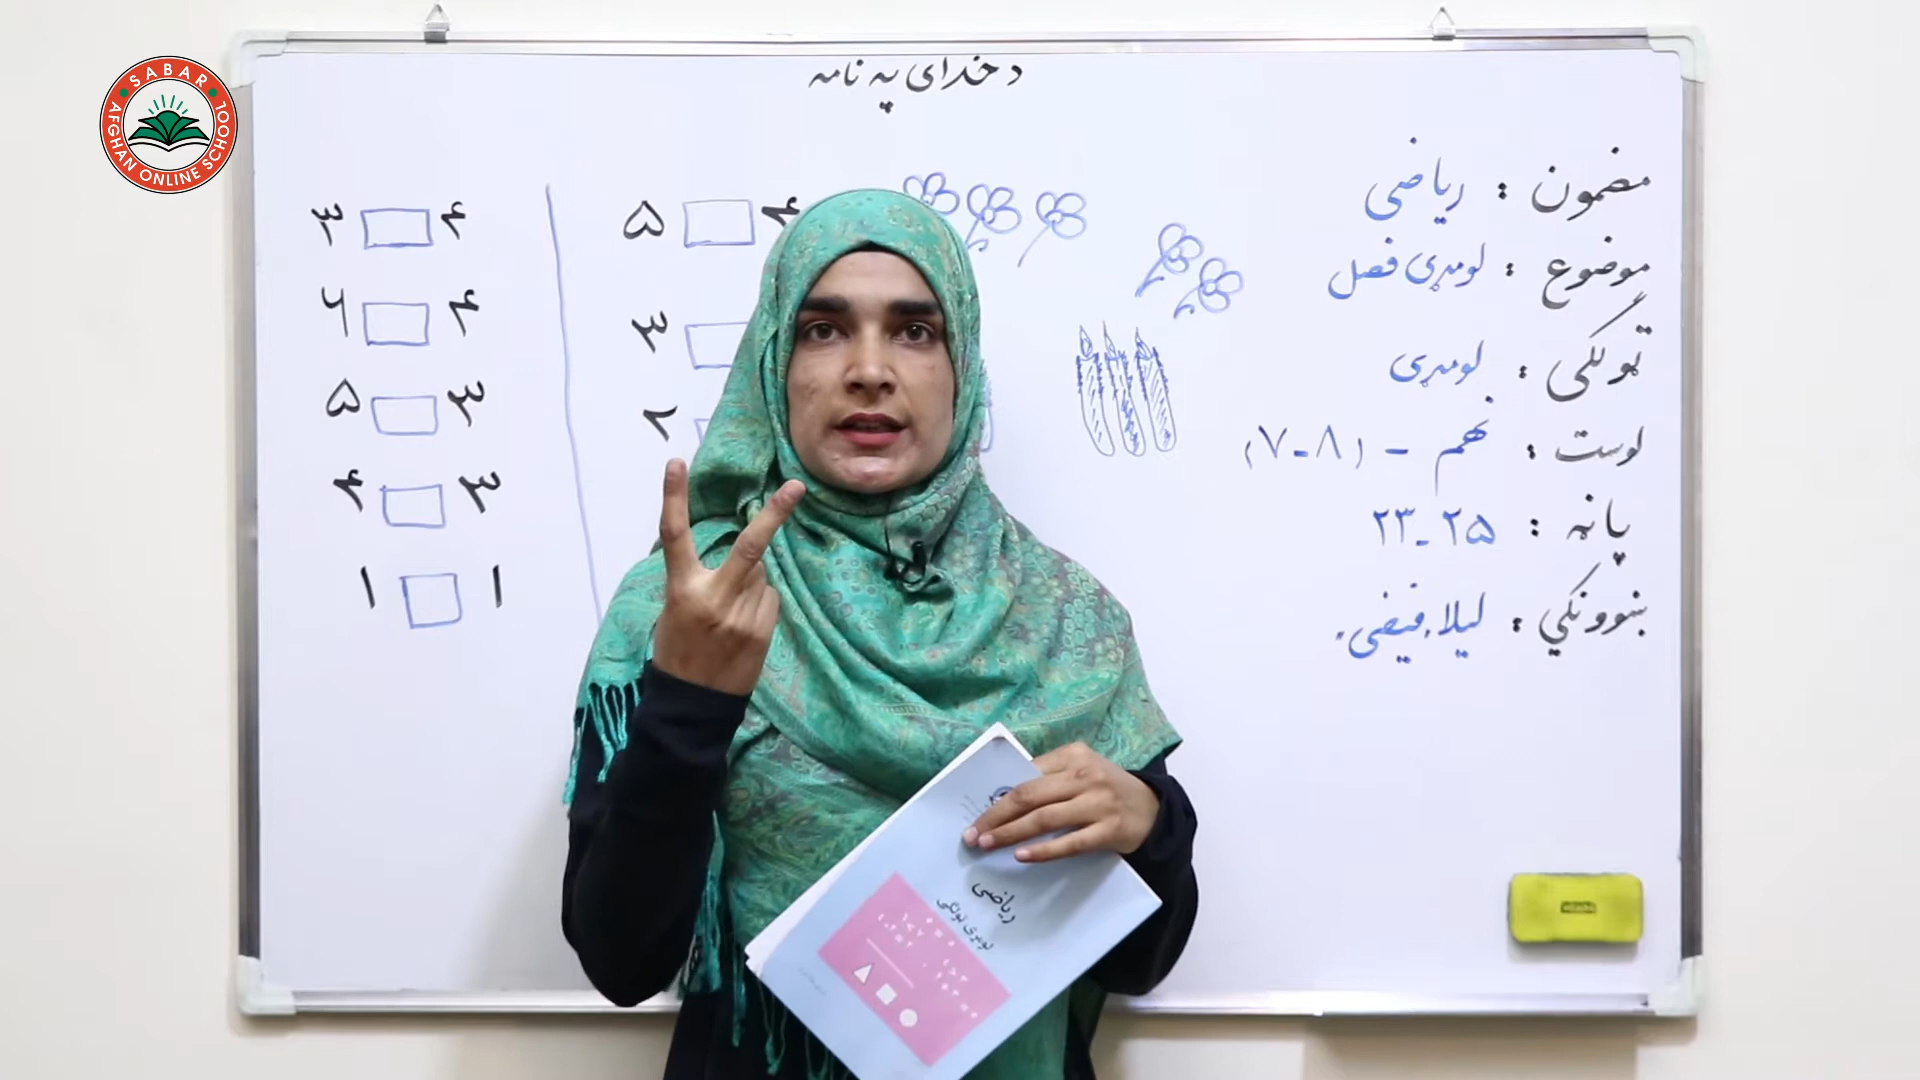 SABAR
AFGHAN ONLINE SCHOOL
د خدای په نامه
مضمون : ریاضي
موضوع : لومړی فصل
ټولګی : لومړی
لوست : نهم - (۷-۸)
پاڼه : ۲۳-۲۵
ښوونکي : لیلا فیضي.
۵ ۴
۳
۲
۳ ۴
۶ ۴
۵ ۳
۴ ۳
۱ ۱
ریاضی
لومړی ټولګی